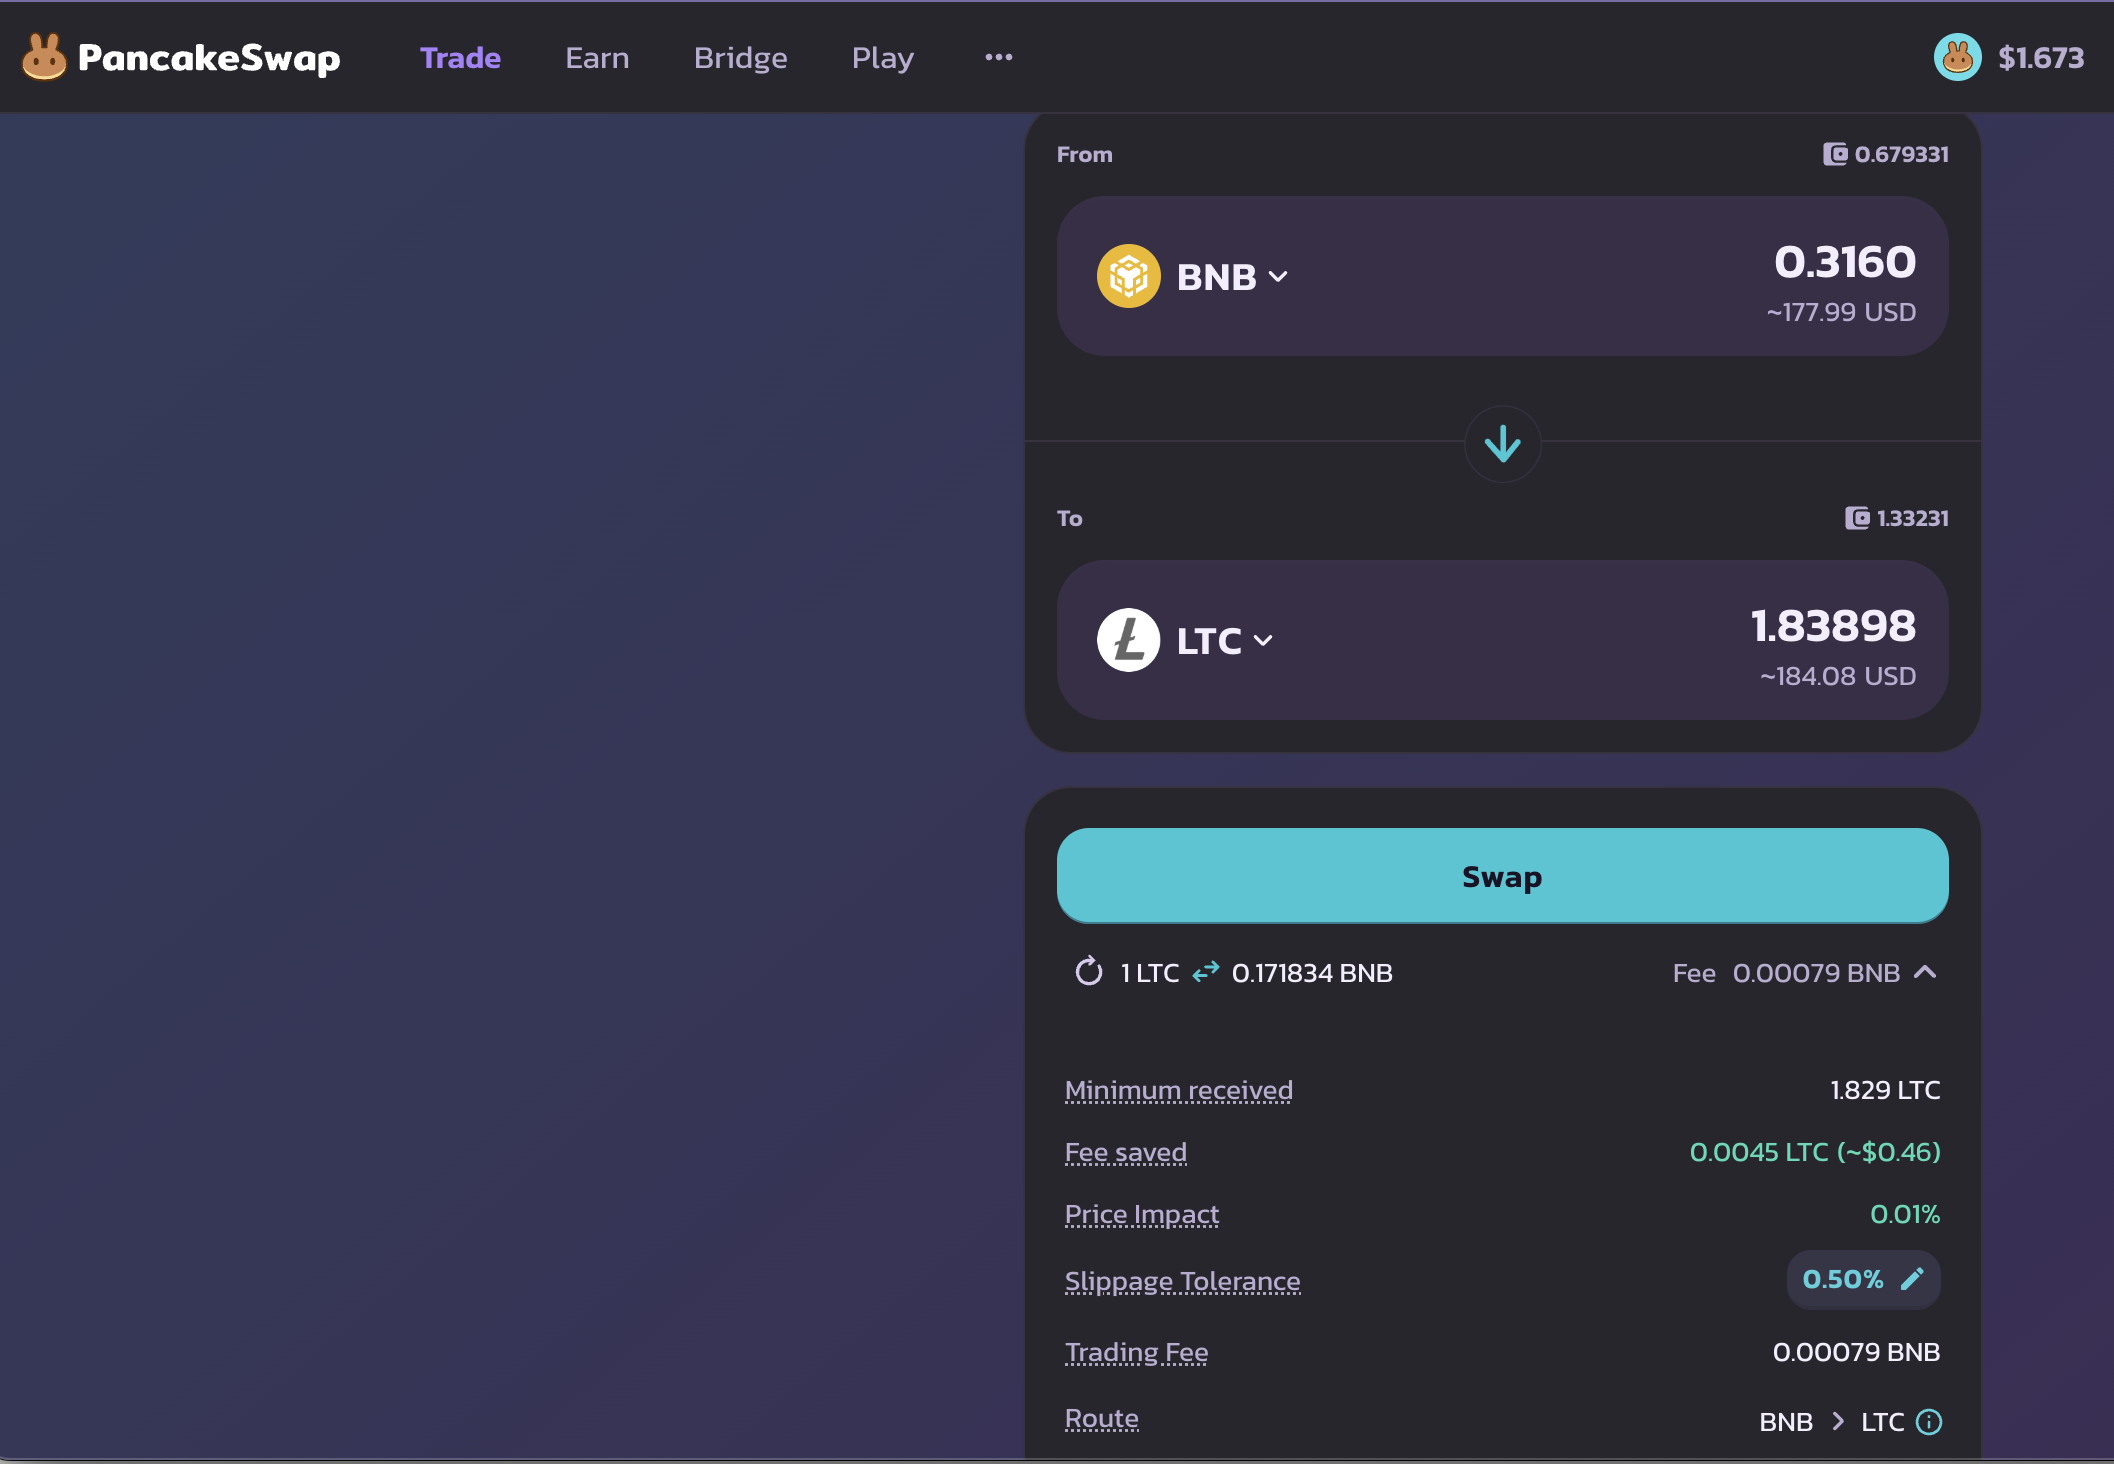 PancakeSwap Trade Earn Bridge Play ••• $1.673
From 0.679331
BNB 0.3160
~177.99 USD
To 1.33231
LTC 1.83898
~184.08 USD
Swap
1 LTC 0.171834 BNB Fee 0.00079 BNB
Minimum received 1.829 LTC
Fee saved 0.0045 LTC (~$0.46)
Price Impact 0.01%
Slippage Tolerance 0.50%
Trading Fee 0.00079 BNB
Route BNB > LTC